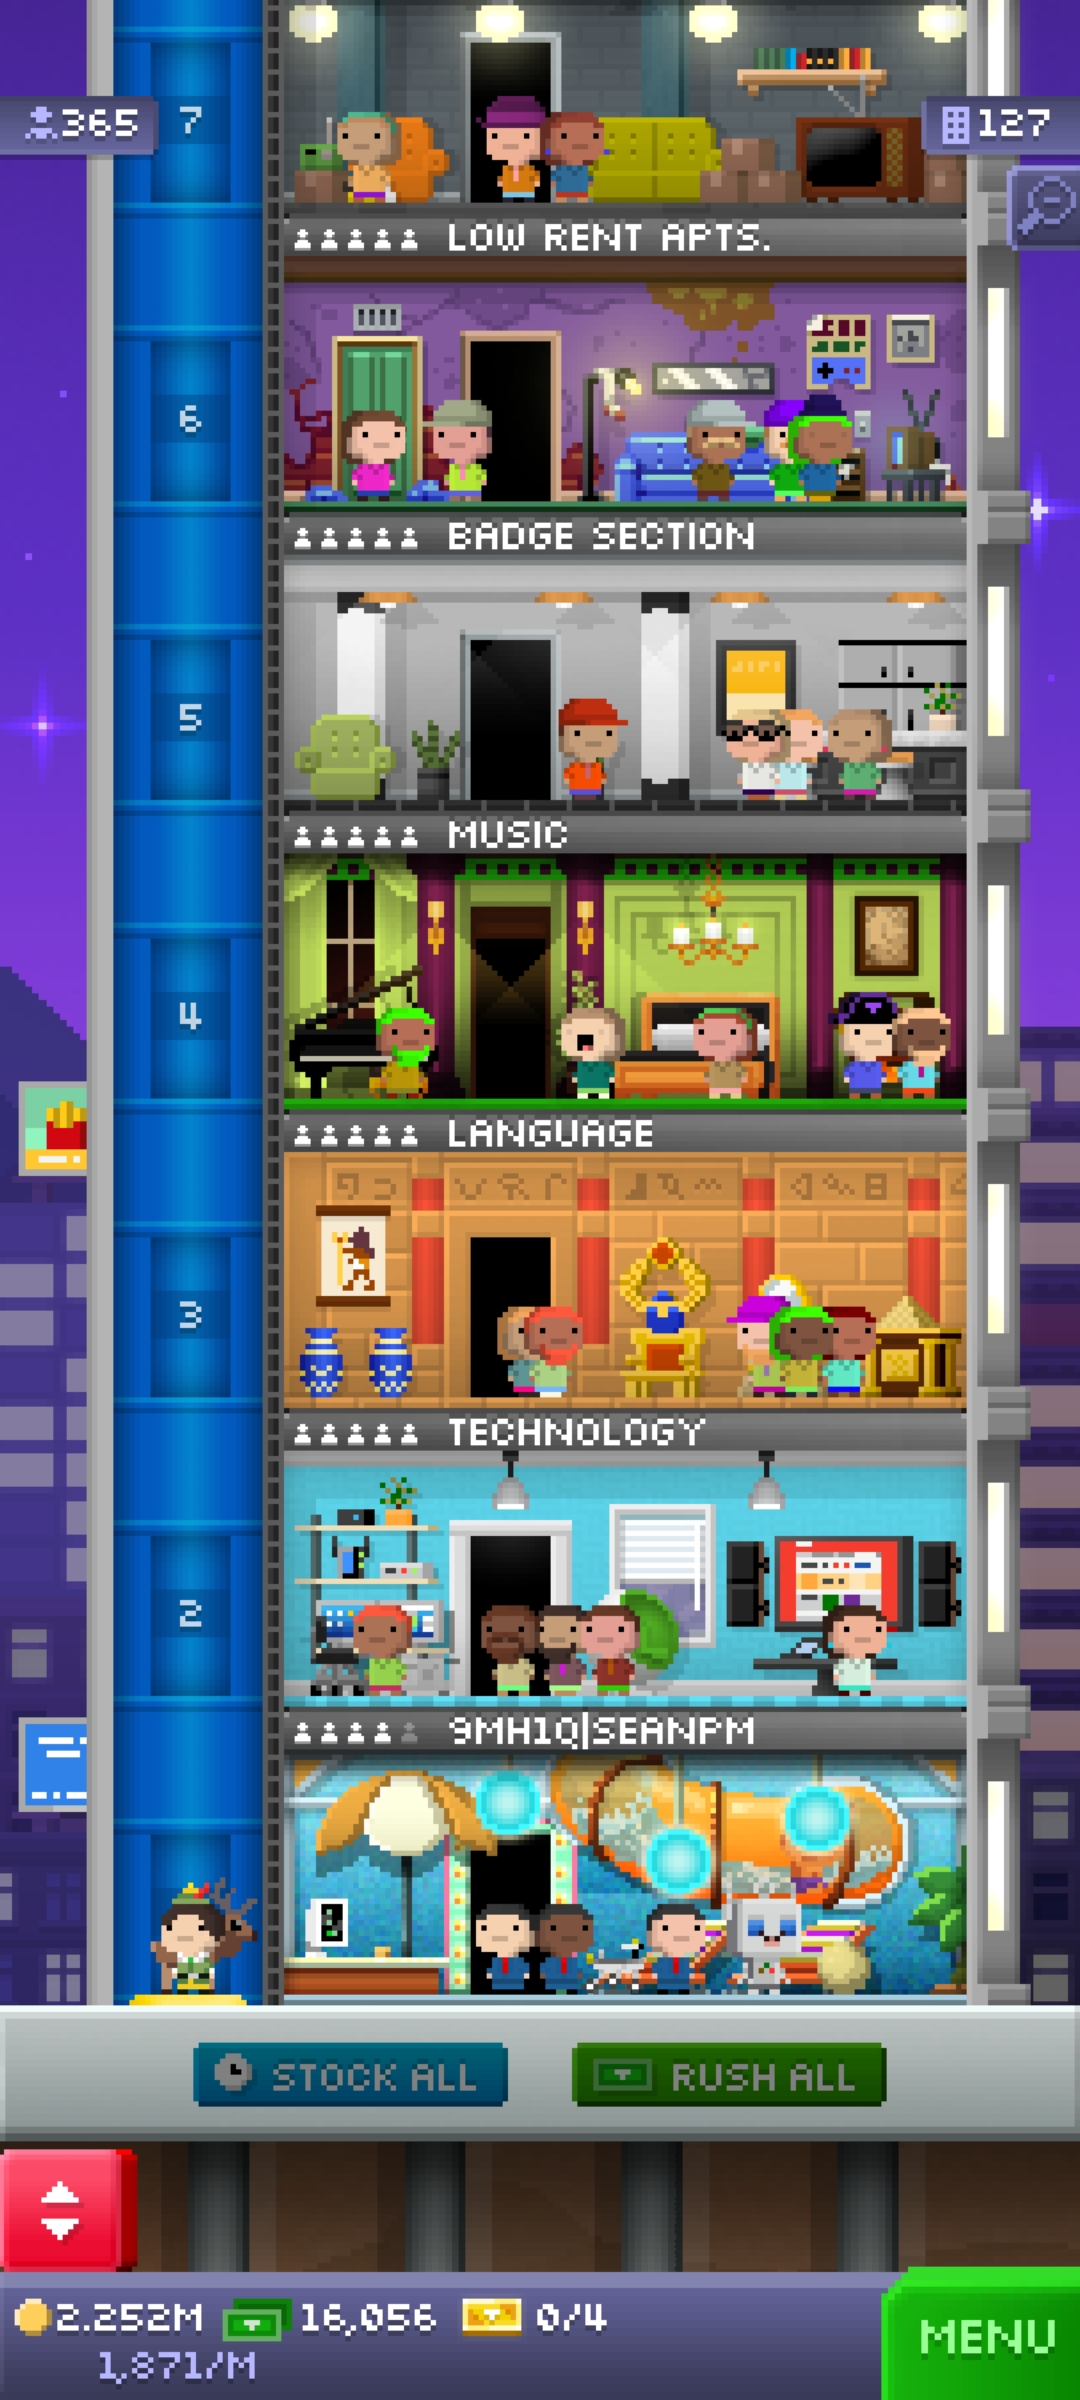 365
7
127
LOW RENT APTS.
6
BADGE SECTION
5
MUSIC
4
LANGUAGE
3
TECHNOLOGY
2
9MH1Q|SEANPM
STOCK ALL
RUSH ALL
2.252M
16,056
0/4
1,871/M
MENU